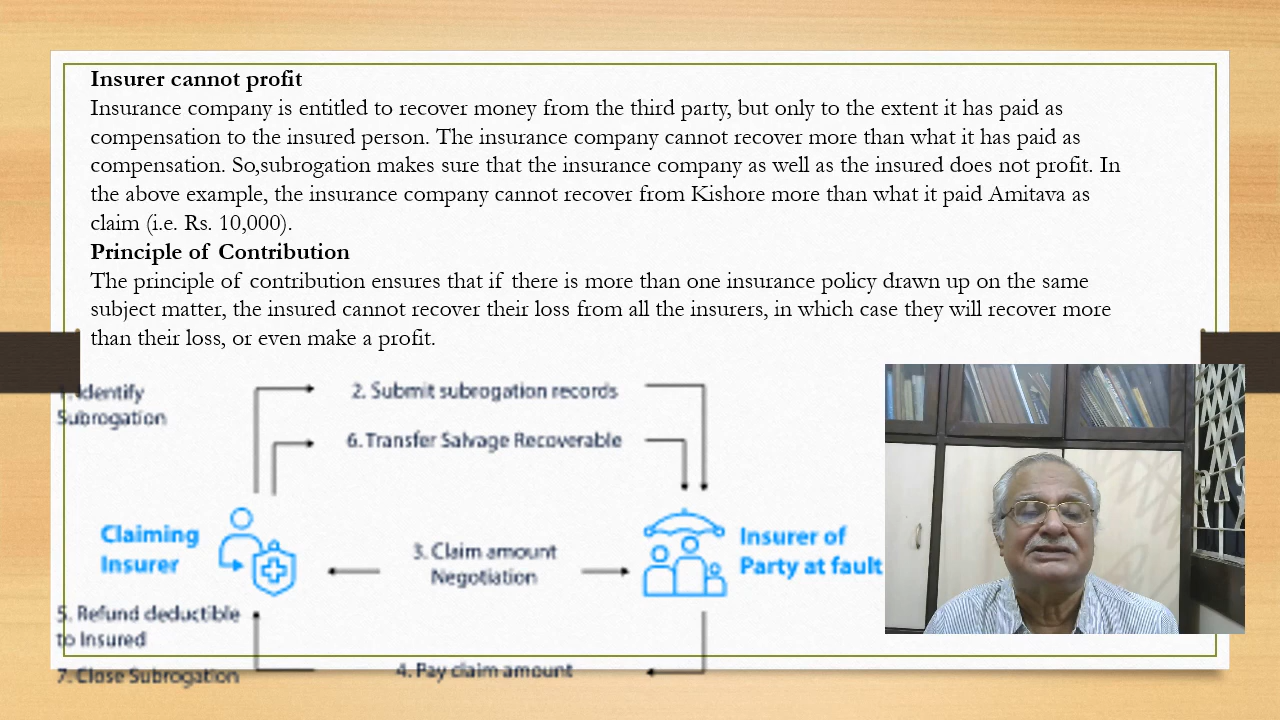 Insurer cannot profit
Insurance company is entitled to recover money from the third party, but only to the extent it has paid as
compensation to the insured person. The insurance company cannot recover more than what it has paid as
compensation. So,subrogation makes sure that the insurance company as well as the insured does not profit. In
the above example, the insurance company cannot recover from Kishore more than what it paid Amitava as
claim (i.e. Rs. 10,000).
Principle of Contribution
The principle of contribution ensures that if there is more than one insurance policy drawn up on the same
subject matter, the insured cannot recover their loss from all the insurers, in which case they will recover more
than their loss, or even make a profit.
1. Identify
Subrogation
2. Submit subrogation records
6. Transfer Salvage Recoverable
Claiming
Insurer
3. Claim amount
Negotiation
Insurer of
Party at fault
5. Refund deductible
to Insured
7. Close Subrogation
4. Pay claim amount